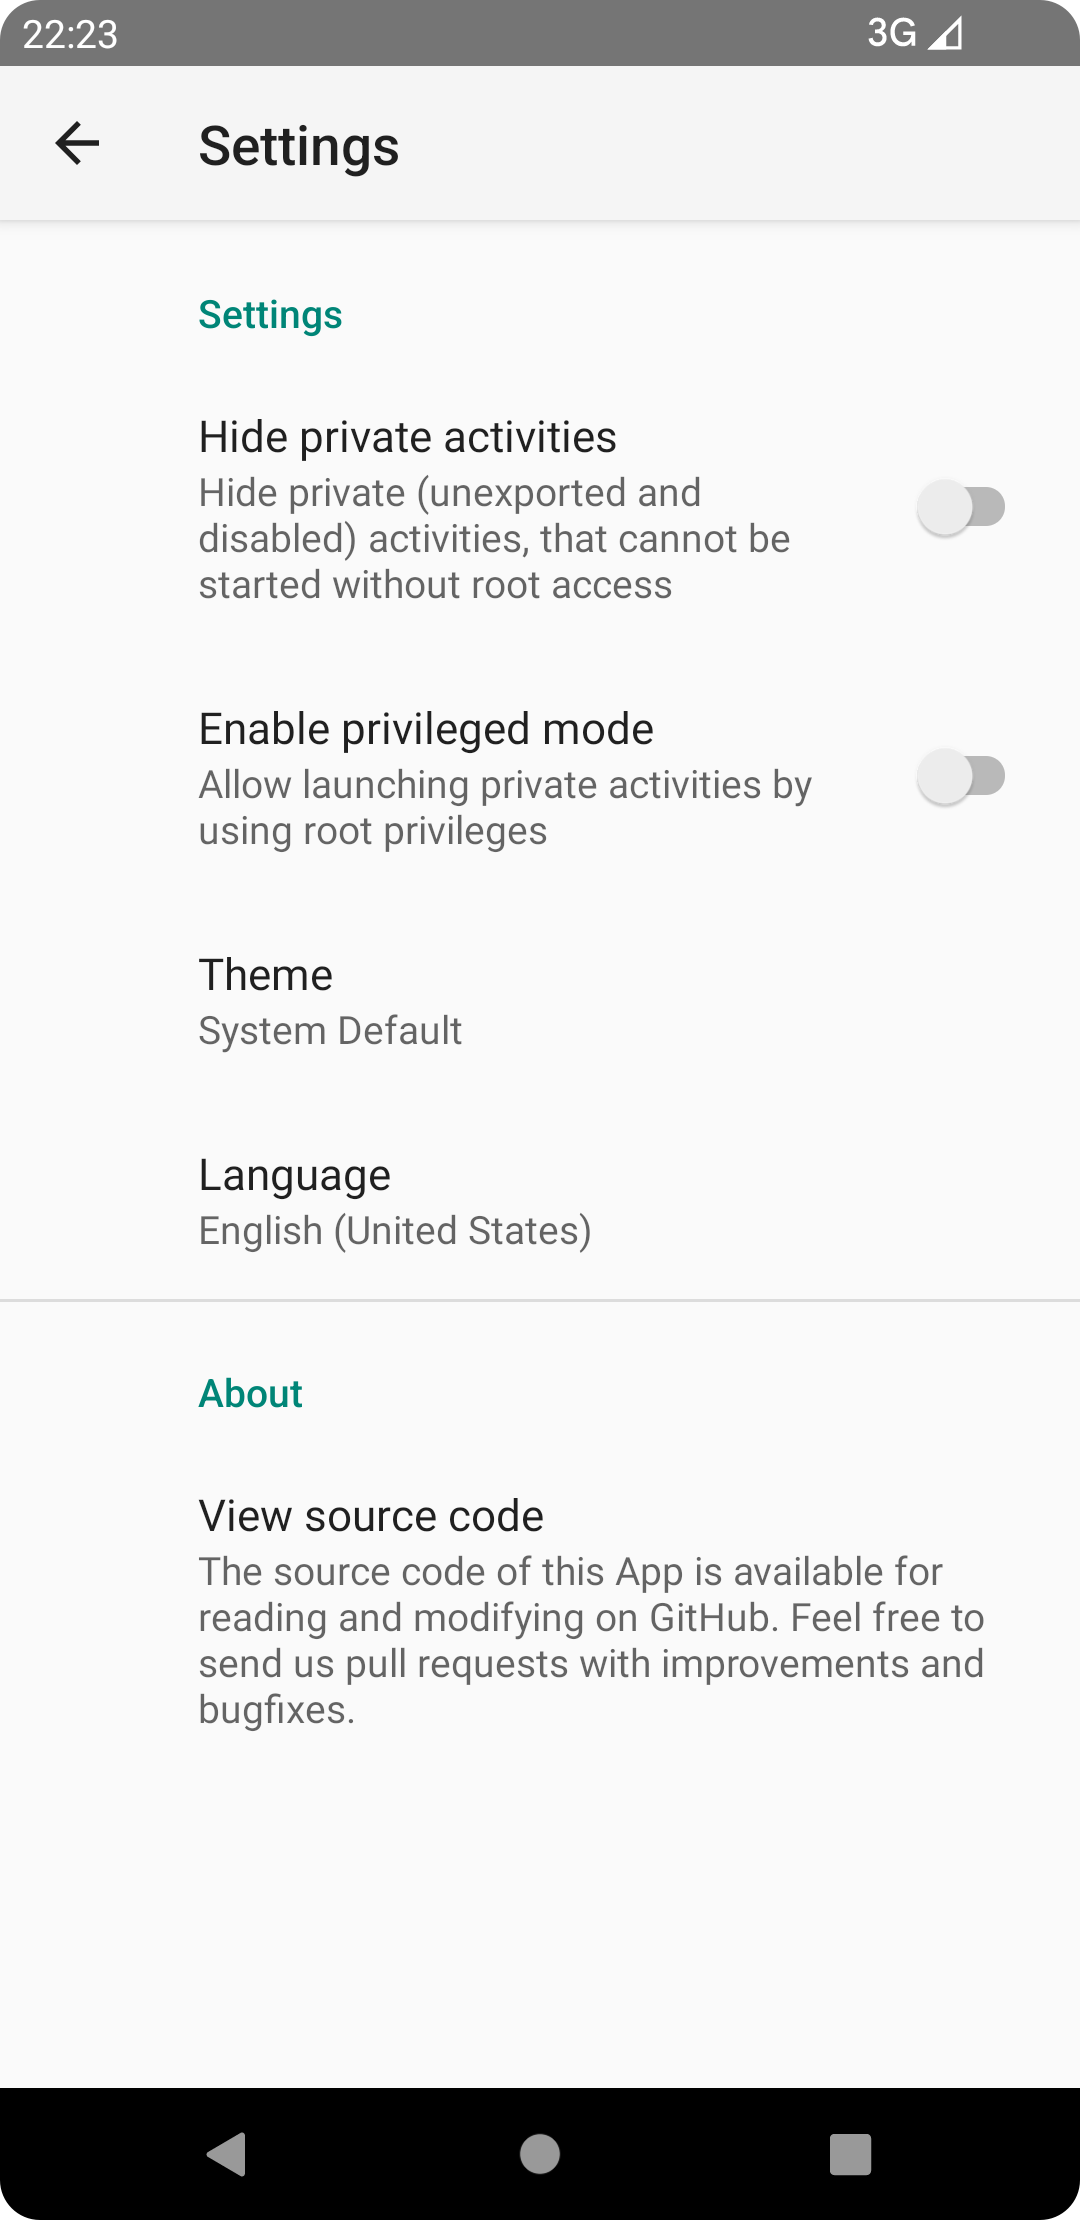 22:23 3G
Settings
Settings
Hide private activities
Hide private (unexported and
disabled) activities, that cannot be
started without root access
Enable privileged mode
Allow launching private activities by
using root privileges
Theme
System Default
Language
English (United States)
About
View source code
The source code of this App is available for
reading and modifying on GitHub. Feel free to
send us pull requests with improvements and
bugfixes.